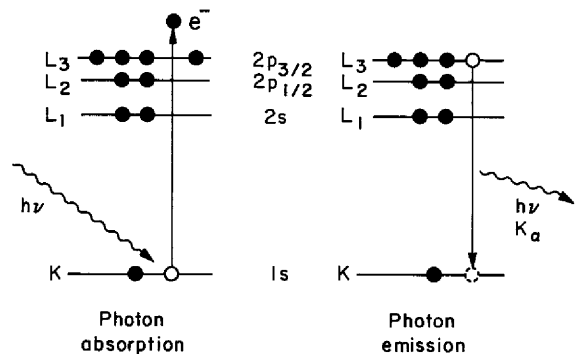 e⁻
L₃ 2p₃/₂ L₃
L₂ 2p₁/₂ L₂
L₁ 2s L₁
hν
hν
Kα
K 1s K
Photon
absorption
Photon
emission